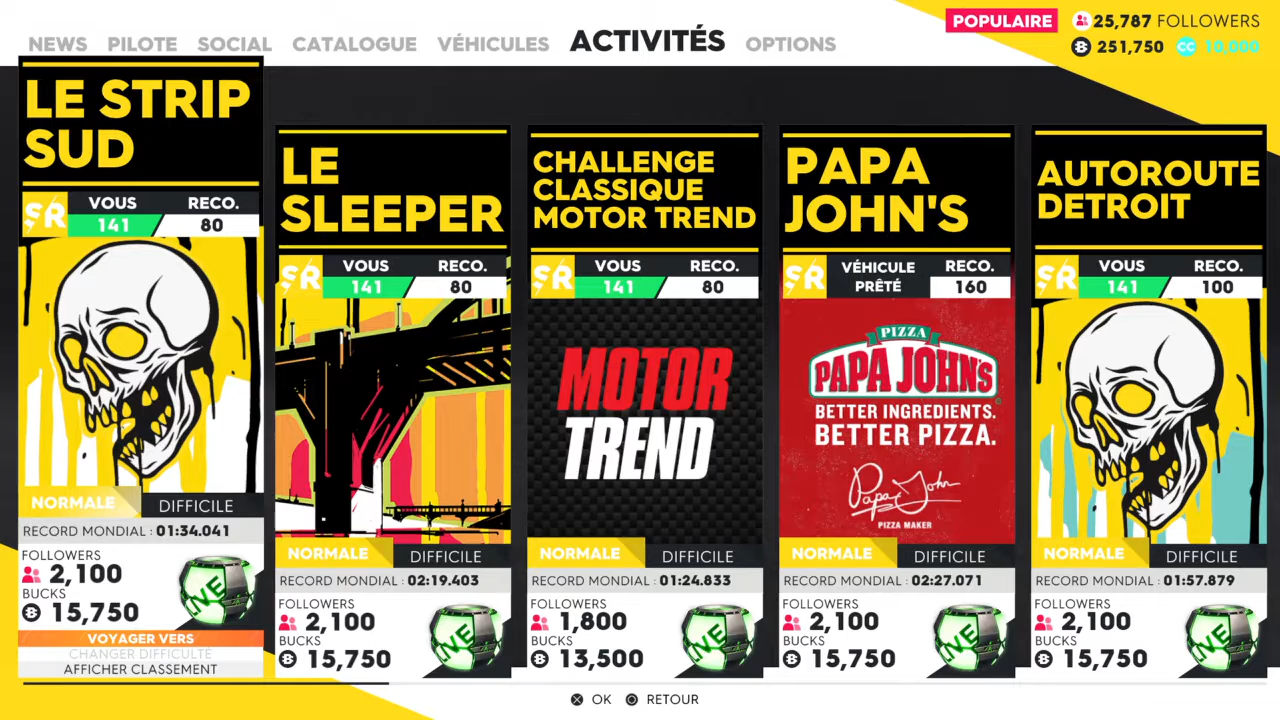 NEWS PILOTE SOCIAL CATALOGUE VÉHICULES ACTIVITÉS OPTIONS
POPULAIRE 25,787 FOLLOWERS
251,750 CC 10,000
LE STRIP
SUD
SR VOUS RECO.
141 80
NORMALE DIFFICILE
RECORD MONDIAL : 01:34.041
FOLLOWERS
2,100
BUCKS
15,750
VOYAGER VERS
CHANGER DIFFICULTÉ
AFFICHER CLASSEMENT
LE
SLEEPER
SR VOUS RECO.
141 80
NORMALE DIFFICILE
RECORD MONDIAL : 02:19.403
FOLLOWERS
2,100
BUCKS
15,750
CHALLENGE
CLASSIQUE
MOTOR TREND
SR VOUS RECO.
141 80
MOTOR
TREND
NORMALE DIFFICILE
RECORD MONDIAL : 01:24.833
FOLLOWERS
1,800
BUCKS
13,500
PAPA
JOHN'S
SR VÉHICULE RECO.
PRÊTÉ 160
PIZZA
PAPA JOHN'S
BETTER INGREDIENTS.
BETTER PIZZA.
Papa John
PIZZA MAKER
NORMALE DIFFICILE
RECORD MONDIAL : 02:27.071
FOLLOWERS
2,100
BUCKS
15,750
AUTOROUTE
DETROIT
SR VOUS RECO.
141 100
NORMALE DIFFICILE
RECORD MONDIAL : 01:57.879
FOLLOWERS
2,100
BUCKS
15,750
OK RETOUR